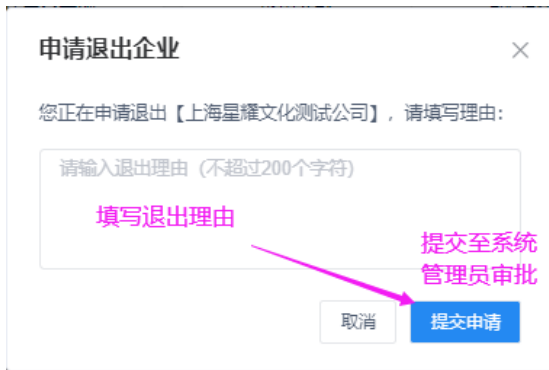 申请退出企业
您正在申请退出【上海星耀文化测试公司】，请填写理由：
请输入退出理由（不超过200个字符）
填写退出理由
提交至系统
管理员审批
取消
提交申请